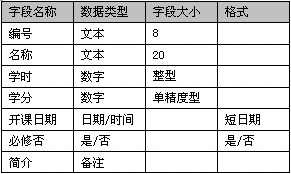 字段名称 数据类型 字段大小 格式
编号 文本 8
名称 文本 20
学时 数字 整型
学分 数字 单精度型
开课日期 日期/时间 短日期
必修否 是/否 是/否
简介 备注